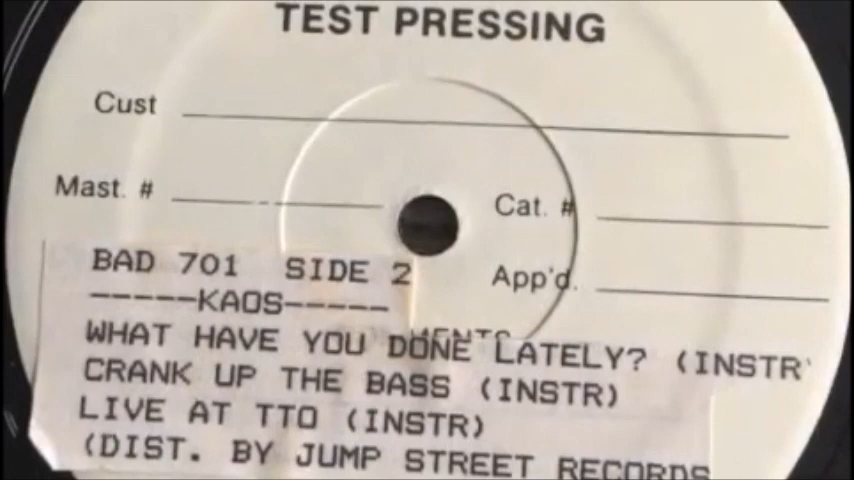 TEST PRESSING
Cust
Mast. #
Cat. #
App'd.
BAD 701 SIDE 2
-----KAOS-----
WHAT HAVE YOU DONE LATELY? (INSTR
CRANK UP THE BASS (INSTR)
LIVE AT TTO (INSTR)
(DIST. BY JUMP STREET RECORDS